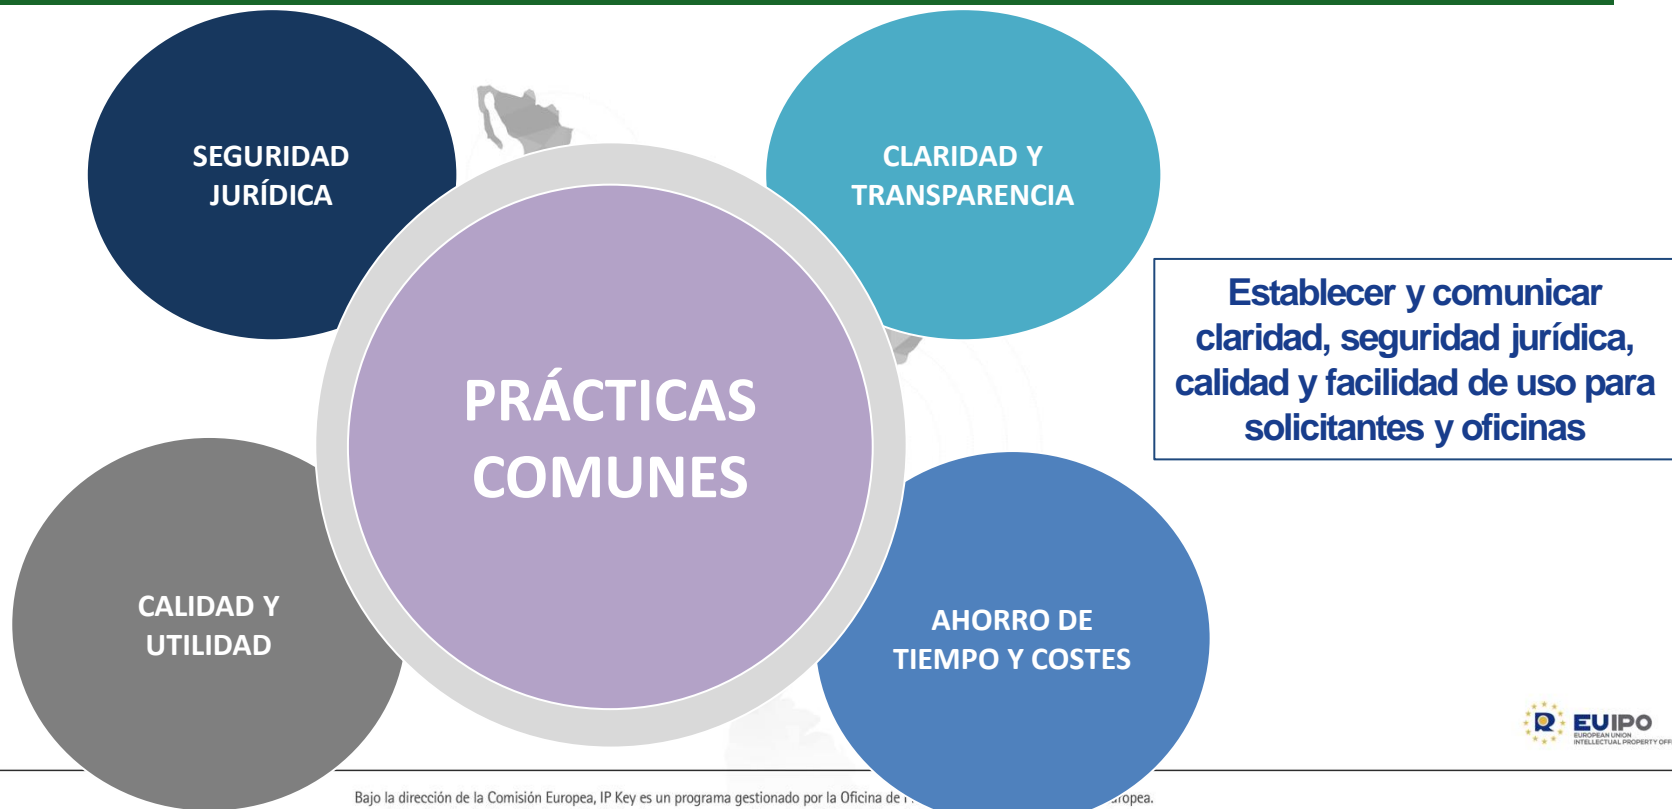 SEGURIDAD
JURÍDICA
CLARIDAD Y
TRANSPARENCIA
PRÁCTICAS
COMUNES
Establecer y comunicar
claridad, seguridad jurídica,
calidad y facilidad de uso para
solicitantes y oficinas
CALIDAD Y
UTILIDAD
AHORRO DE
TIEMPO Y COSTES
EUIPO
EUROPEAN UNION
INTELLECTUAL PROPERTY
Bajo la dirección de la Comisión Europea, IP Key es un programa gestionado por la Oficina de